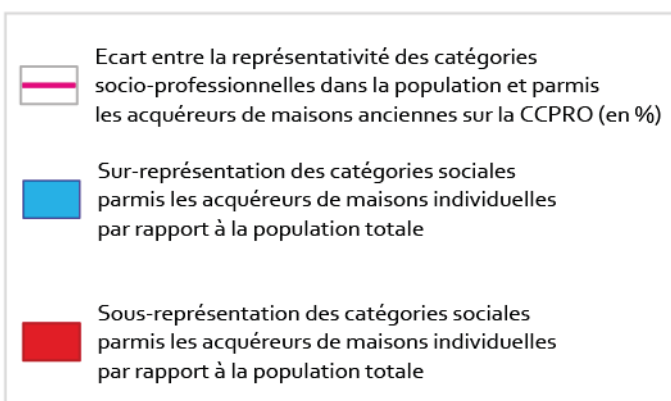 Ecart entre la représentativité des catégories
socio-professionnelles dans la population et parmis
les acquéreurs de maisons anciennes sur la CCPRO (en %)
Sur-représentation des catégories sociales
parmis les acquéreurs de maisons individuelles
par rapport à la population totale
Sous-représentation des catégories sociales
parmis les acquéreurs de maisons individuelles
par rapport à la population totale